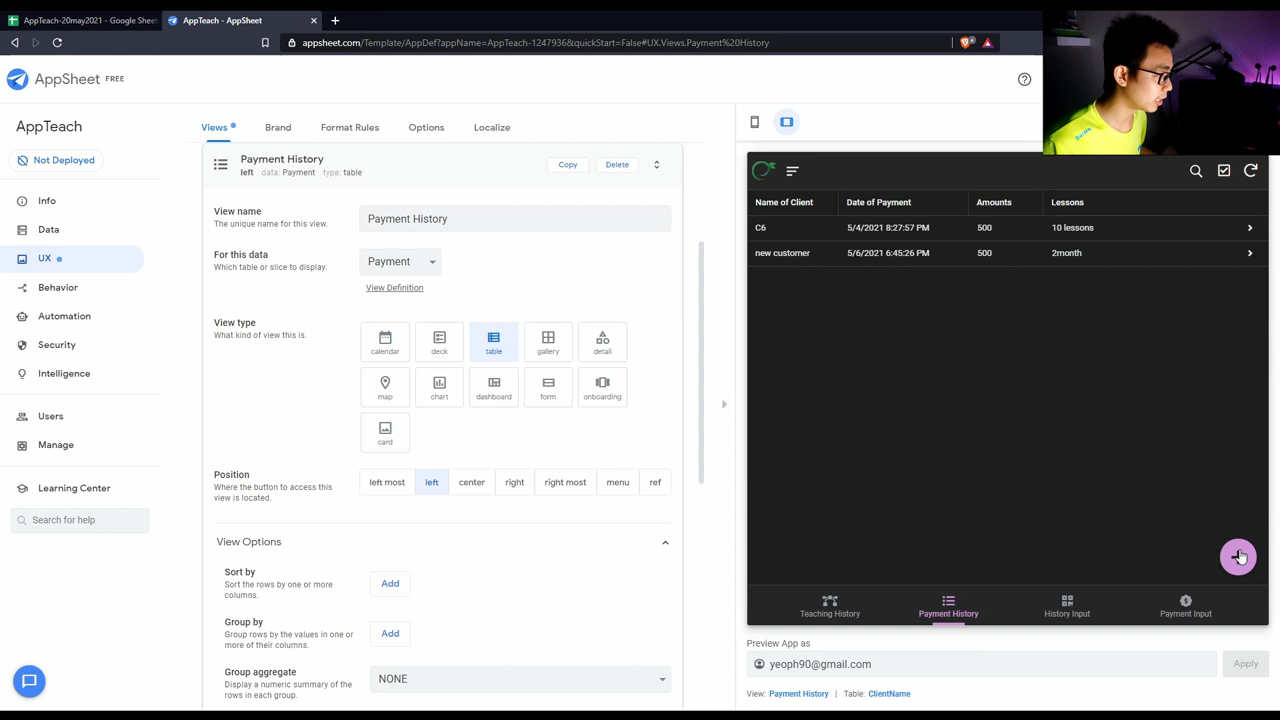 AppTeach-20may2021 - Google Sheet
AppTeach - AppSheet
appsheet.com/Template/AppDef?appName=AppTeach-1247936&quickStart=False#UX.Views.Payment%20History
AppSheet FREE
AppTeach
Not Deployed
Info
Data
UX
Behavior
Automation
Security
Intelligence
Users
Manage
Learning Center
Search for help
Views
Brand
Format Rules
Options
Localize
Payment History
left data: Payment type: table
Copy
Delete
View name
The unique name for this view.
Payment History
For this data
Which table or slice to display.
Payment
View Definition
View type
What kind of view this is.
calendar
deck
table
gallery
detail
map
chart
dashboard
form
onboarding
card
Position
Where the button to access this
view is located.
left most
left
center
right
right most
menu
ref
View Options
Sort by
Sort the rows by one or more
columns.
Add
Group by
Group rows by the values in one or
more of their columns.
Add
Group aggregate
Display a numeric summary of the
rows in each group.
NONE
Name of Client Date of Payment Amounts Lessons
C6 5/4/2021 8:27:57 PM 500 10 lessons
new customer 5/6/2021 6:45:26 PM 500 2month
Teaching History
Payment History
History Input
Payment Input
Preview App as
yeoph90@gmail.com
Apply
View: Payment History | Table: ClientName